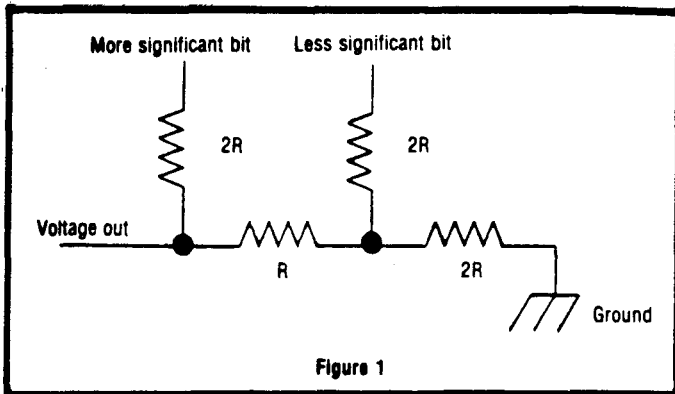 More significant bit Less significant bit
2R 2R
Voltage out
R 2R
Ground
Figure 1